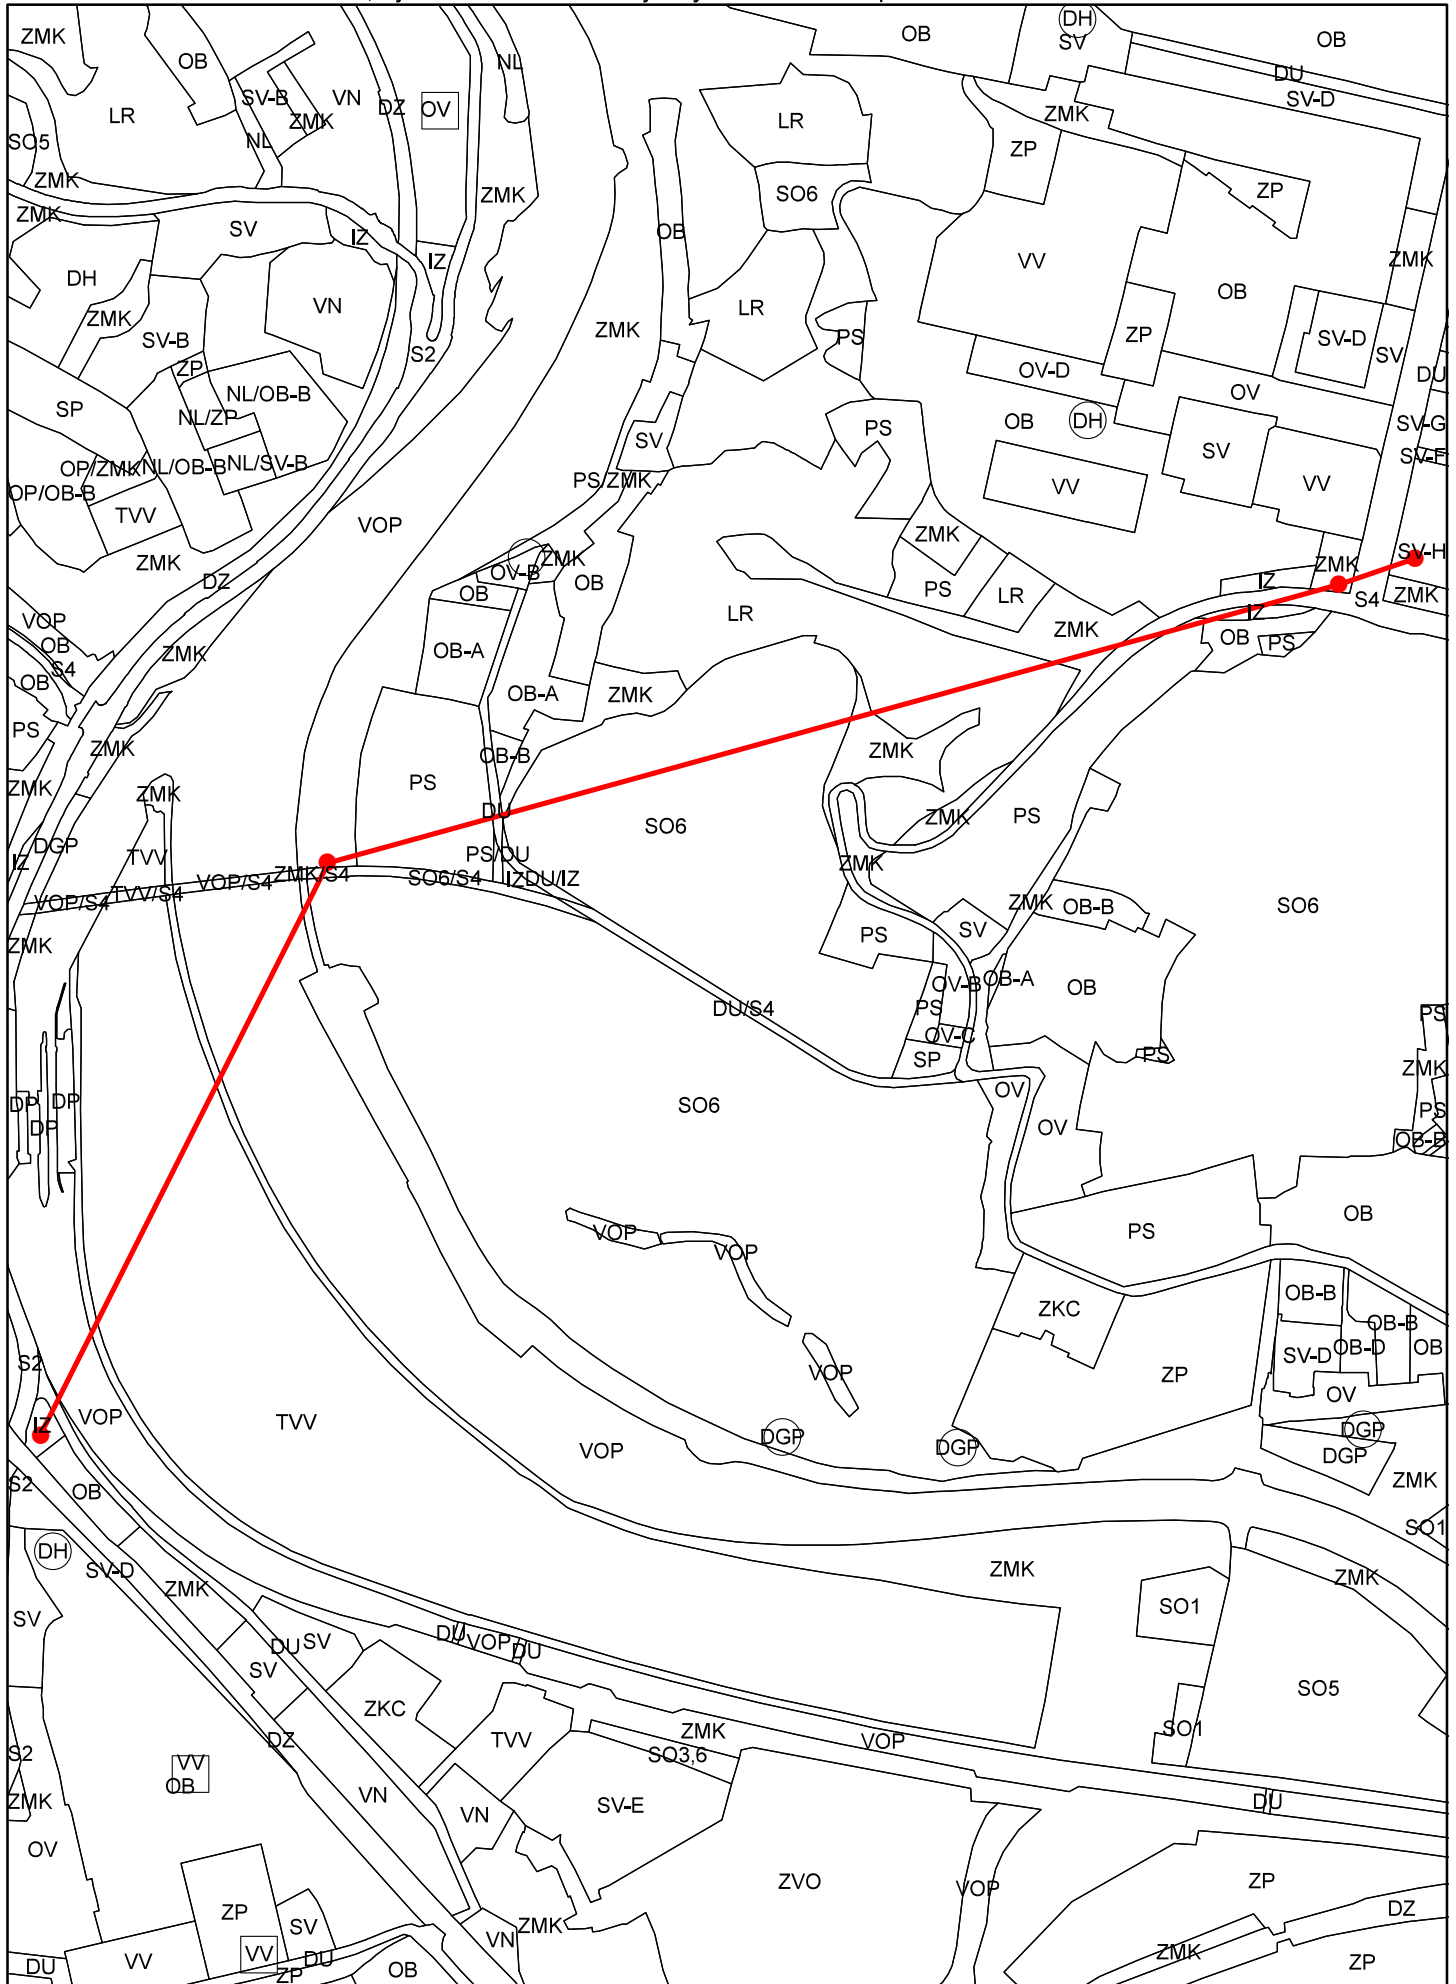 DH
ZMK
OB
SV
OB
OB
NL
DU
SV-B
VN
DZ
OV
SV-D
LR
ZMK
ZMK
LR
SO5
NL
ZP
ZMK
ZMK
SO6
ZP
ZMK
SV
IZ
OB
IZ
VV
ZMK
DH
OB
VN
LR
ZMK
ZMK
SV-B
PS
ZP
SV-D
SV
S2
ZP
OV-D
DU
NL/OB-B
OV
SP
NL/ZP
OB
DH
SV-G
PS
SV
SV
OP/ZMK
NL/OB-B
NL/SV-B
SV-F
PS/ZMK
VV
VV
OP/OB-B
TVV
VOP
ZMK
ZMK
ZMK
SV-H
ZMK
OV-B
DZ
OB
IZ
OB
PS
LR
ZMK
S4
VOP
LR
IZ
ZMK
OB
OB
PS
OB-A
ZMK
S4
OB
OB-A
ZMK
PS
ZMK
OB-B
ZMK
PS
ZMK
ZMK
DU
ZMK
PS
SO6
DGP
TVV
PS/DU
IZ
ZMK
ZMK/S4
VOP/S4
SO6/S4
IZ
DU/IZ
TVV/S4
VOP/S4
ZMK
OB-B
SO6
SV
PS
ZMK
OB-A
OV-B
OB
PS
DU/S4
PS
OV-C
PS
SP
ZMK
OV
DP
DP
SO6
PS
DP
OV
OB-B
OB
VOP
PS
VOP
OB-B
ZKC
OB-B
OB-D
OB
SV-D
S2
VOP
ZP
OV
VOP
IZ
TVV
DGP
DGP
DGP
VOP
DGP
ZMK
S2
OB
SO1
DH
SV-D
ZMK
ZMK
ZMK
SV
SO1
DU
VOP
DU
SV
DU
SV
SO5
ZKC
SO1
ZMK
DZ
TVV
VOP
S2
SO3,6
VV
OB
VN
DU
ZMK
SV-E
VN
OV
ZVO
VOP
ZP
DZ
ZP
SV
ZMK
VN
VV
ZMK
DU
VV
DU
ZP
OB
ZP